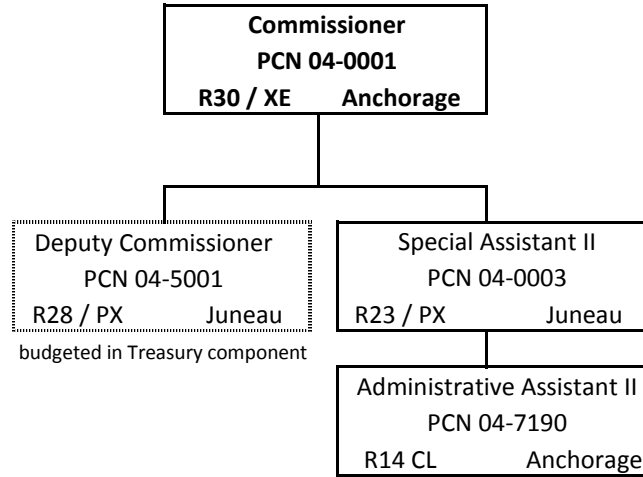 Commissioner
PCN 04-0001
R30 / XE Anchorage
Deputy Commissioner
PCN 04-5001
R28 / PX Juneau
budgeted in Treasury component
Special Assistant II
PCN 04-0003
R23 / PX Juneau
Administrative Assistant II
PCN 04-7190
R14 CL Anchorage